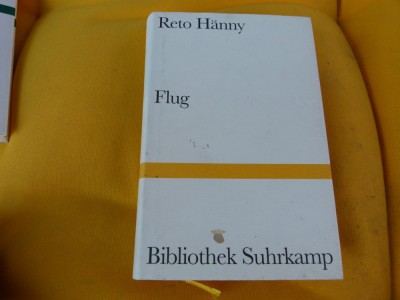 Reto Hänny
Flug
Bibliothek Suhrkamp